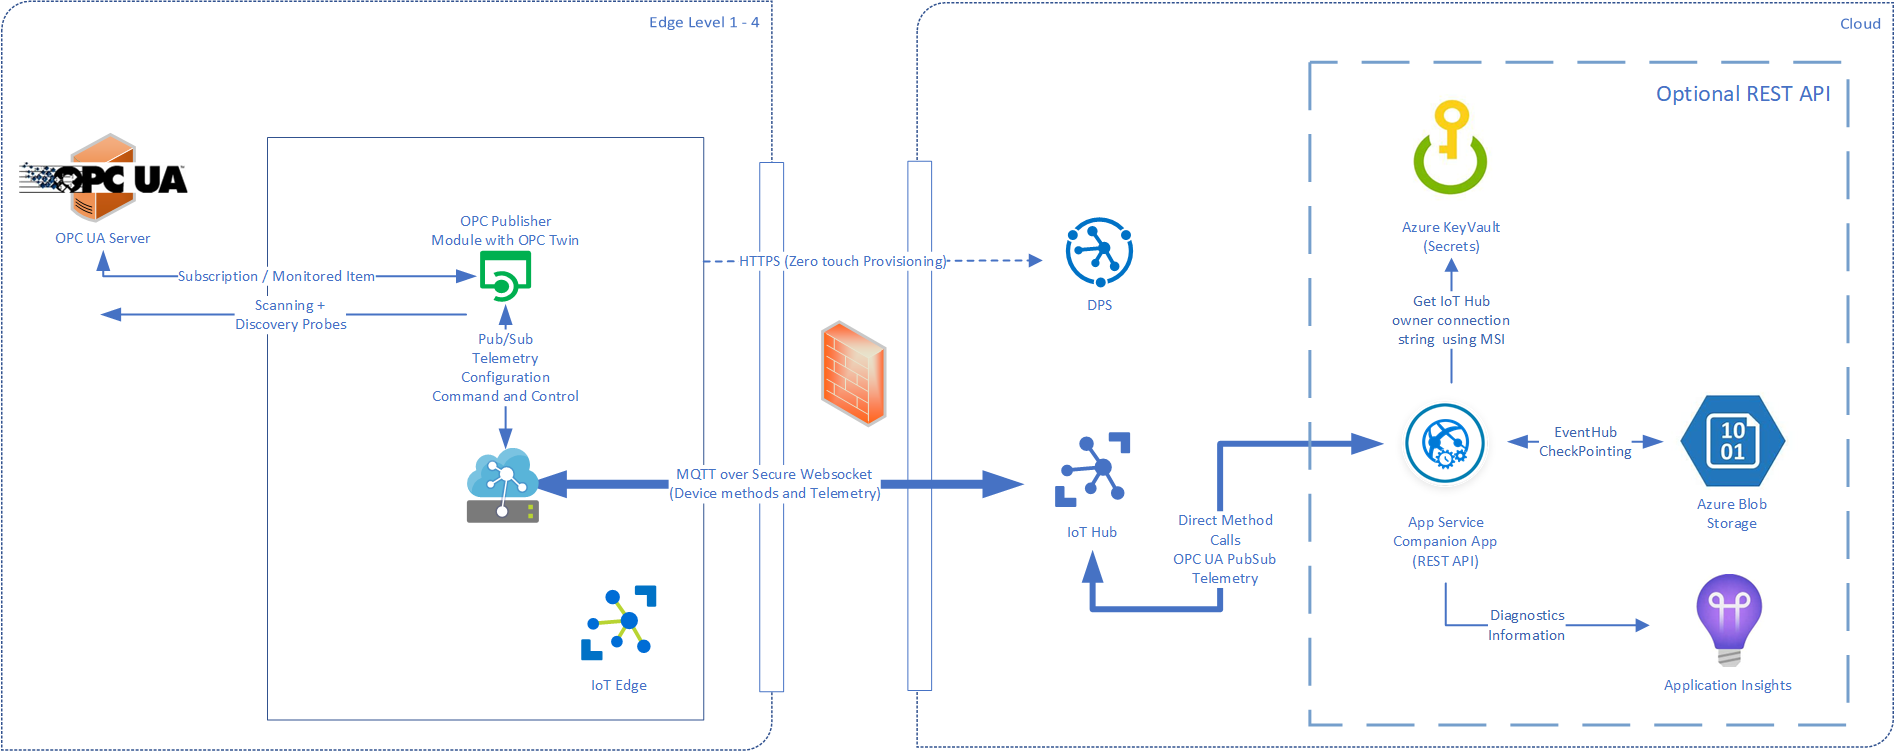 Edge Level 1 - 4
Cloud
Optional REST API
OPC UA
OPC UA Server
OPC Publisher
Module with OPC Twin
Subscription / Monitored Item
Scanning +
Discovery Probes
Pub/Sub
Telemetry
Configuration
Command and Control
IoT Edge
HTTPS (Zero touch Provisioning)
MQTT over Secure Websocket
(Device methods and Telemetry)
DPS
IoT Hub
Direct Method
Calls
OPC UA PubSub
Telemetry
Azure KeyVault
(Secrets)
Get IoT Hub
owner connection
string using MSI
App Service
Companion App
(REST API)
EventHub
CheckPointing
10
01
Azure Blob
Storage
Diagnostics
Information
Application Insights